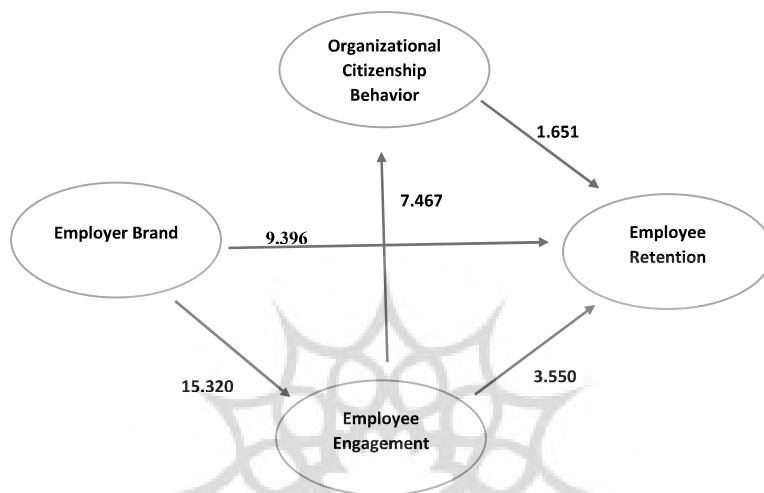 Organizational
Citizenship
Behavior
1.651
7.467
Employer Brand
9.396
Employee
Retention
15.320
3.550
Employee
Engagement